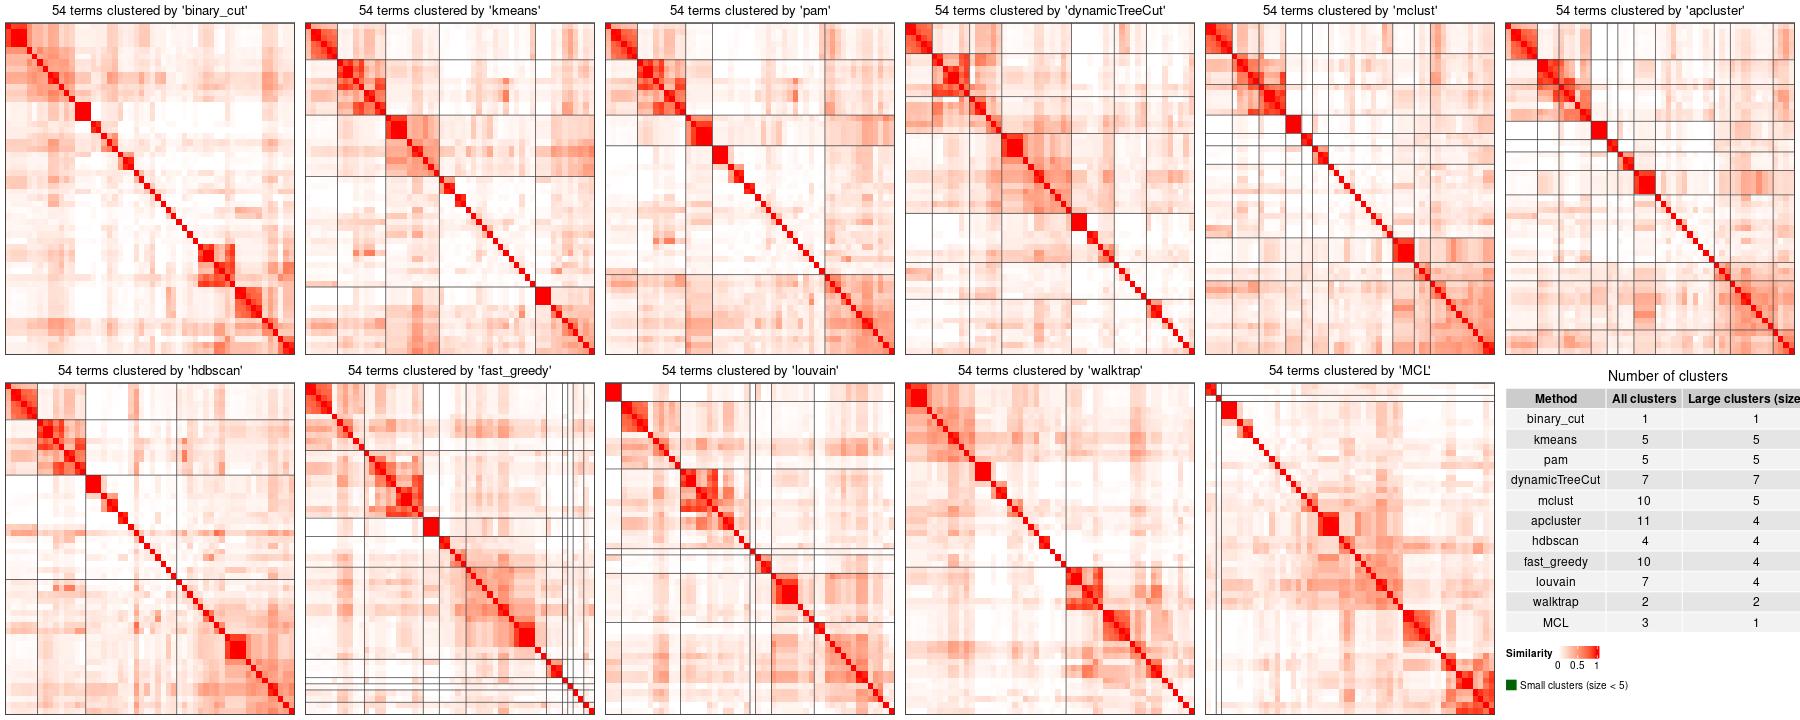 54 terms clustered by 'binary_cut'
54 terms clustered by 'kmeans'
54 terms clustered by 'pam'
54 terms clustered by 'dynamicTreeCut'
54 terms clustered by 'mclust'
54 terms clustered by 'apcluster'
54 terms clustered by 'hdbscan'
54 terms clustered by 'fast_greedy'
54 terms clustered by 'louvain'
54 terms clustered by 'walktrap'
54 terms clustered by 'MCL'
Number of clusters
Method All clusters Large clusters (size
binary_cut 1 1
kmeans 5 5
pam 5 5
dynamicTreeCut 7 7
mclust 10 5
apcluster 11 4
hdbscan 4 4
fast_greedy 10 4
louvain 7 4
walktrap 2 2
MCL 3 1
Similarity
0 0.5 1
Small clusters (size < 5)